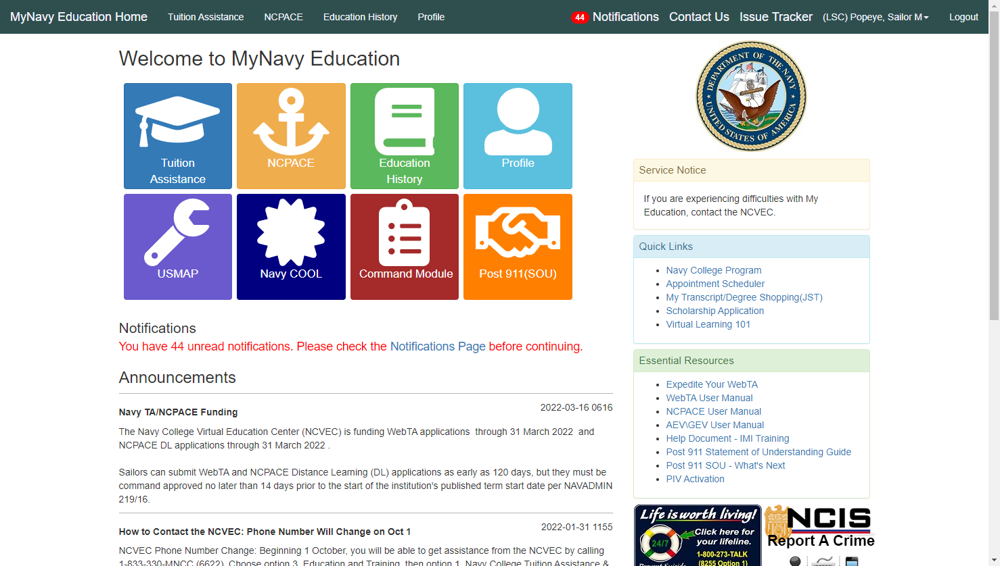 MyNavy Education Home Tuition Assistance NCPACE Education History Profile 44 Notifications Contact Us Issue Tracker (LSC) Popeye, Sailor M Logout
Welcome to MyNavy Education
Tuition
Assistance
NCPACE
Education
History
Profile
USMAP
Navy COOL
Command Module
Post 911(SOU)
Notifications
You have 44 unread notifications. Please check the Notifications Page before continuing.
Announcements
Navy TA/NCPACE Funding 2022-03-16 0616
The Navy College Virtual Education Center (NCVEC) is funding WebTA applications through 31 March 2022 and
NCPACE DL applications through 31 March 2022 .
Sailors can submit WebTA and NCPACE Distance Learning (DL) applications as early as 120 days, but they must be
command approved no later than 14 days prior to the start of the institution's published term start date per NAVADMIN
219/16.
How to Contact the NCVEC: Phone Number Will Change on Oct 1 2022-01-31 1155
NCVEC Phone Number Change: Beginning 1 October, you will be able to get assistance from the NCVEC by calling
1-833-330-MNCC (6622). Choose option 3, Education and Training, then option 1, Navy College Tuition Assistance &
DEPARTMENT OF THE NAVY
UNITED STATES OF AMERICA
Service Notice
If you are experiencing difficulties with My
Education, contact the NCVEC.
Quick Links
Navy College Program
Appointment Scheduler
My Transcript/Degree Shopping(JST)
Scholarship Application
Virtual Learning 101
Essential Resources
Expedite Your WebTA
WebTA User Manual
NCPACE User Manual
AEV\GEV User Manual
Help Document - IMI Training
Post 911 Statement of Understanding Guide
Post 911 SOU - What's Next
PIV Activation
Life is worth living!
24/7
Click here for
your lifeline.
1-800-273-TALK
(8255 Option 1)
Prevent Suicide
NCIS
Report A Crime